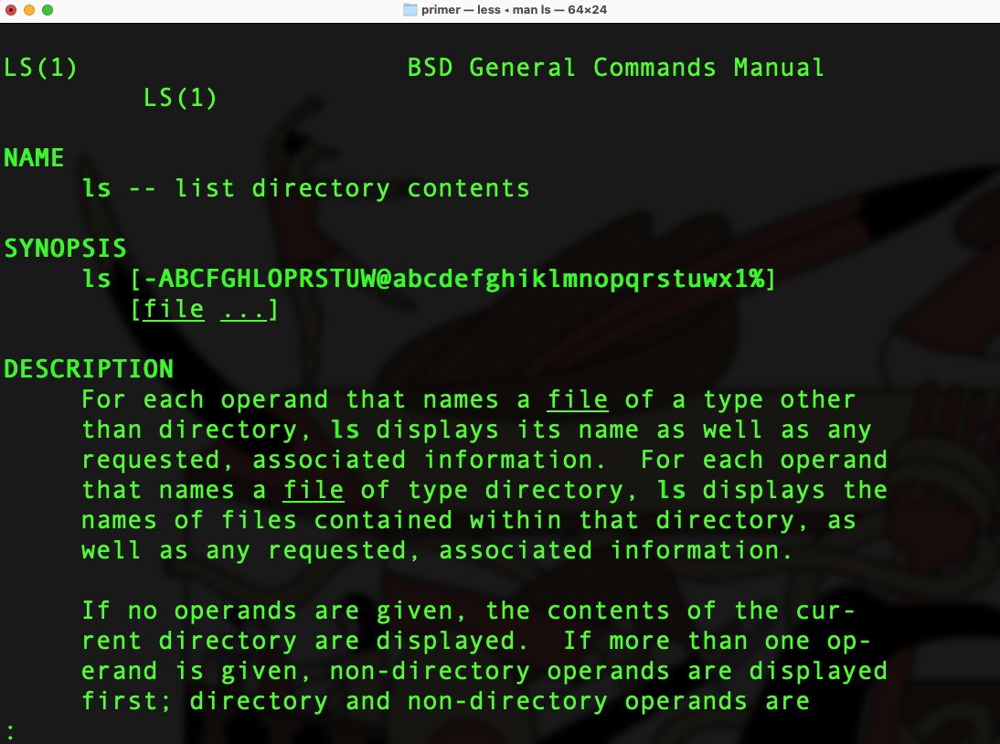 primer — less ◂ man ls — 64×24
LS(1)                     BSD General Commands Manual
         LS(1)
NAME
     ls -- list directory contents
SYNOPSIS
     ls [-ABCFGHLOPRSTUW@abcdefghiklmnopqrstuwx1%]
        [file ...]
DESCRIPTION
     For each operand that names a file of a type other
     than directory, ls displays its name as well as any
     requested, associated information.  For each operand
     that names a file of type directory, ls displays the
     names of files contained within that directory, as
     well as any requested, associated information.
     If no operands are given, the contents of the cur-
     rent directory are displayed.  If more than one op-
     erand is given, non-directory operands are displayed
     first; directory and non-directory operands are
: